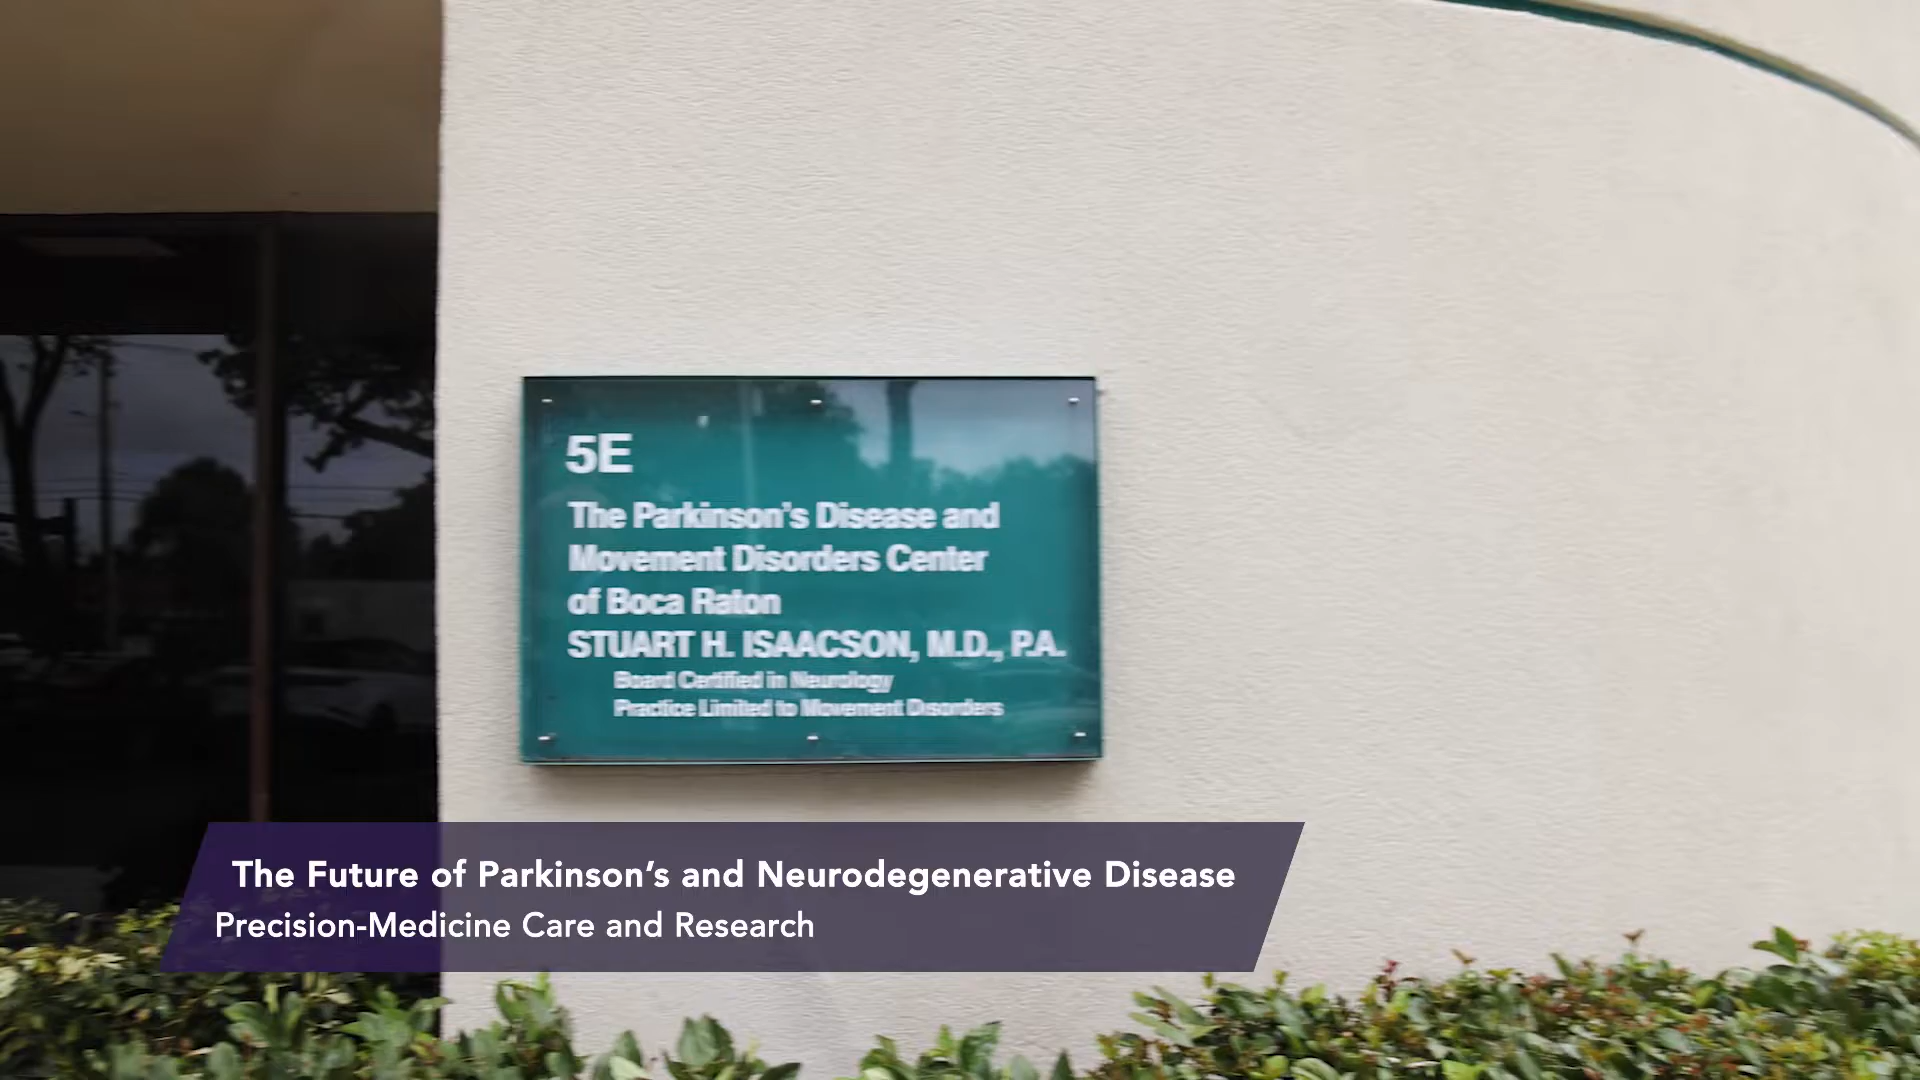 5E
The Parkinson's Disease and
Movement Disorders Center
of Boca Raton
STUART H. ISAACSON, M.D., P.A.
Board Certified in Neurology
Practice Limited to Movement Disorders
The Future of Parkinson's and Neurodegenerative Disease
Precision-Medicine Care and Research